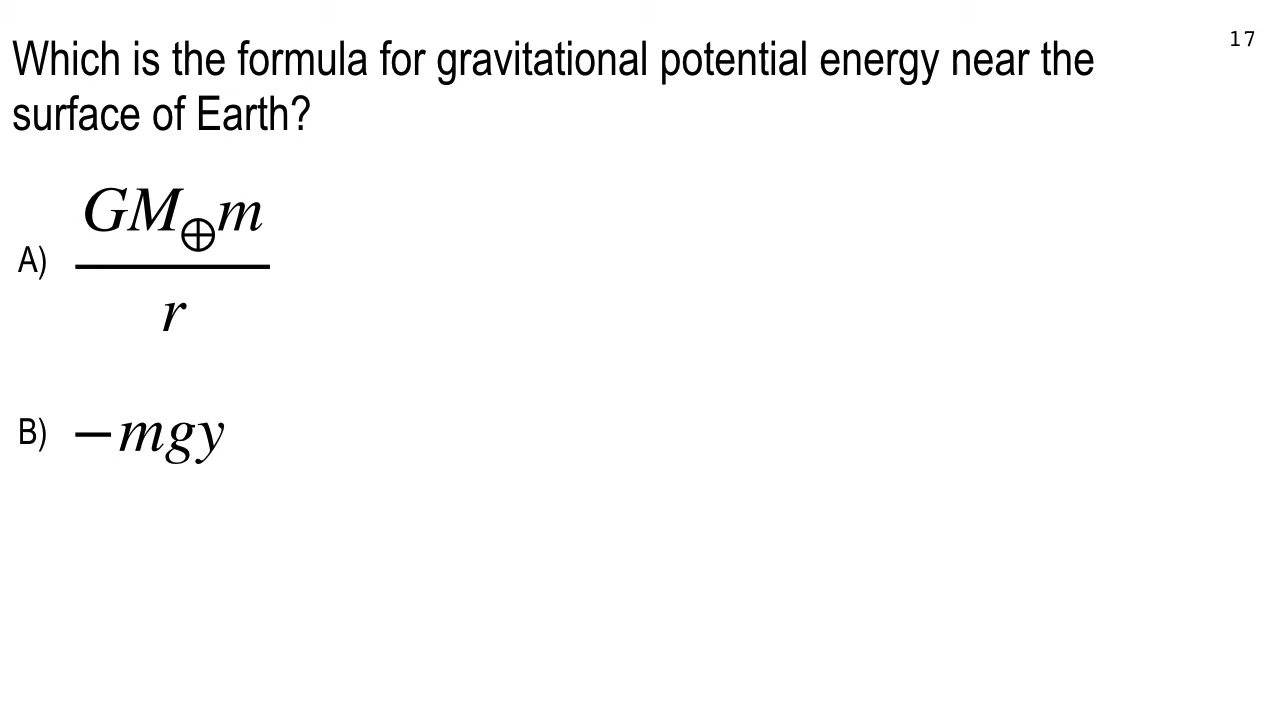 17
Which is the formula for gravitational potential energy near the
surface of Earth?
A) GM⊕m
r
B) −mgy